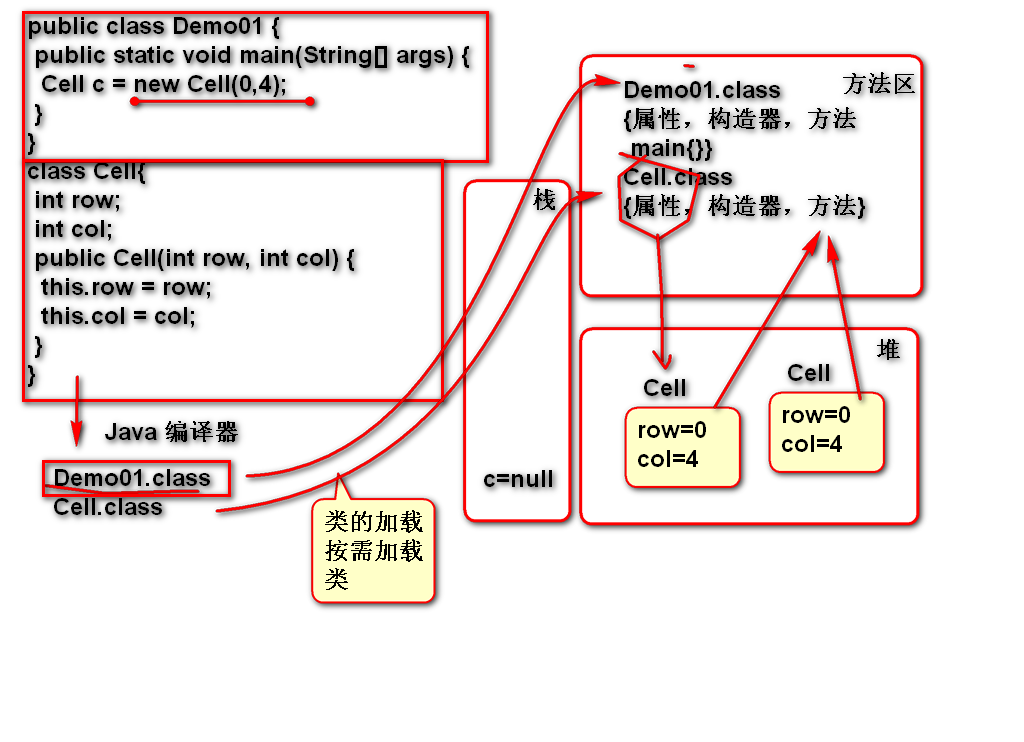 public class Demo01 {
public static void main(String[] args) {
Cell c = new Cell(0,4);
}
}
class Cell{
int row;
int col;
public Cell(int row, int col) {
this.row = row;
this.col = col;
}
}
Java 编译器
Demo01.class
Cell.class
类的加载
按需加载
类
栈
c=null
方法区
Demo01.class
{属性，构造器，方法
main{}}
Cell.class
{属性，构造器，方法}
堆
Cell
row=0
col=4
Cell
row=0
col=4